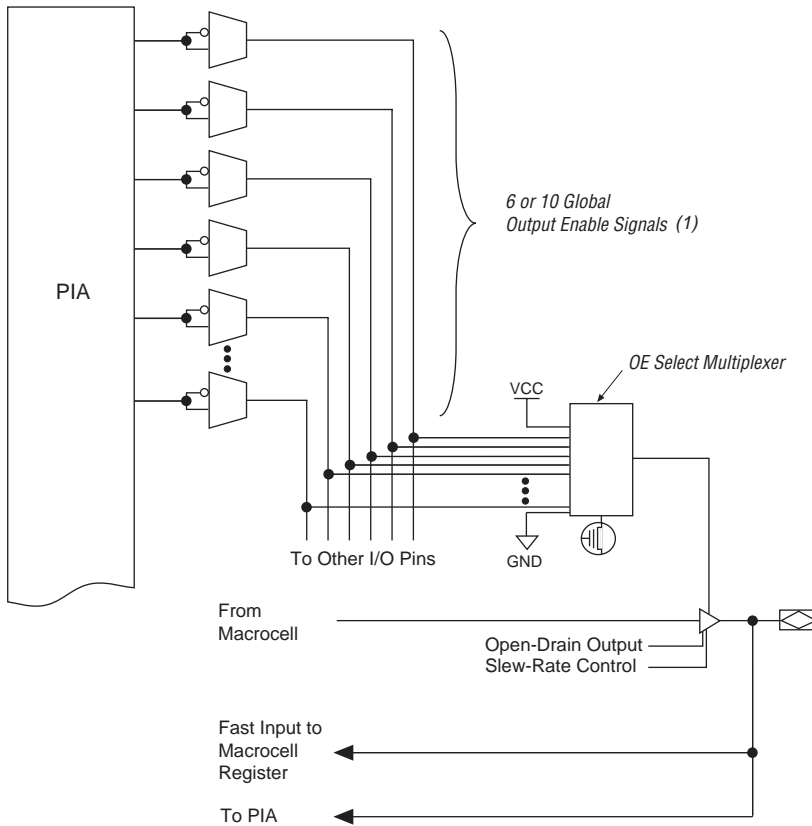 PIA
6 or 10 Global
Output Enable Signals (1)
OE Select Multiplexer
VCC
To Other I/O Pins
GND
From
Macrocell
Open-Drain Output
Slew-Rate Control
Fast Input to
Macrocell
Register
To PIA